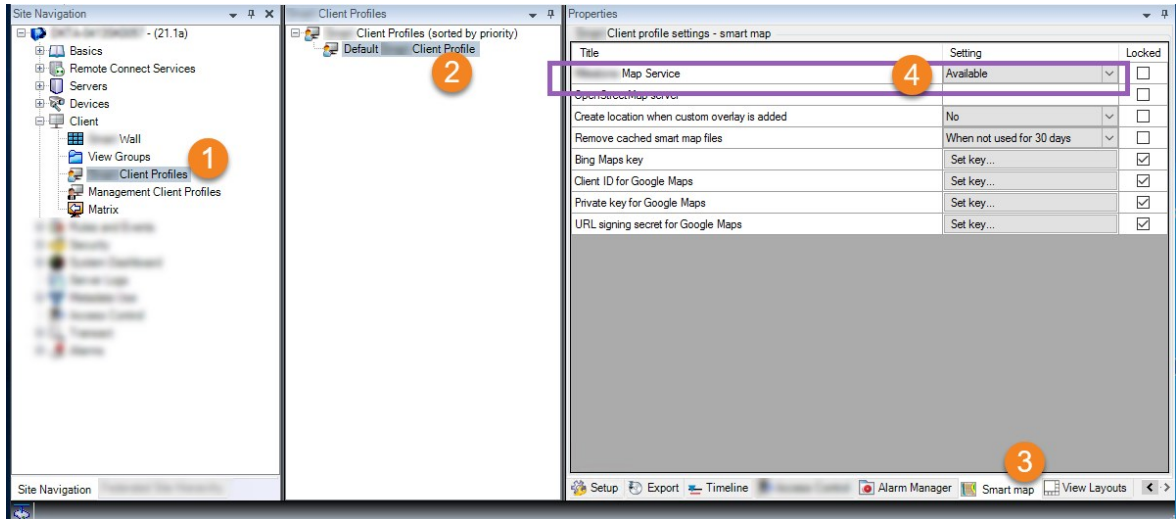 Site Navigation
- (21.1a)
Basics
Remote Connect Services
Servers
Devices
Client
Wall
View Groups
Client Profiles
Management Client Profiles
Matrix
1
Site Navigation
Client Profiles
Client Profiles (sorted by priority)
Default Client Profile
2
Properties
Client profile settings - smart map
Title Setting Locked
Map Service 4 Available
OpenStreetMap server
Create location when custom overlay is added No
Remove cached smart map files When not used for 30 days
Bing Maps key Set key...
Client ID for Google Maps Set key...
Private key for Google Maps Set key...
URL signing secret for Google Maps Set key...
3
Setup Export Timeline Alarm Manager Smart map View Layouts